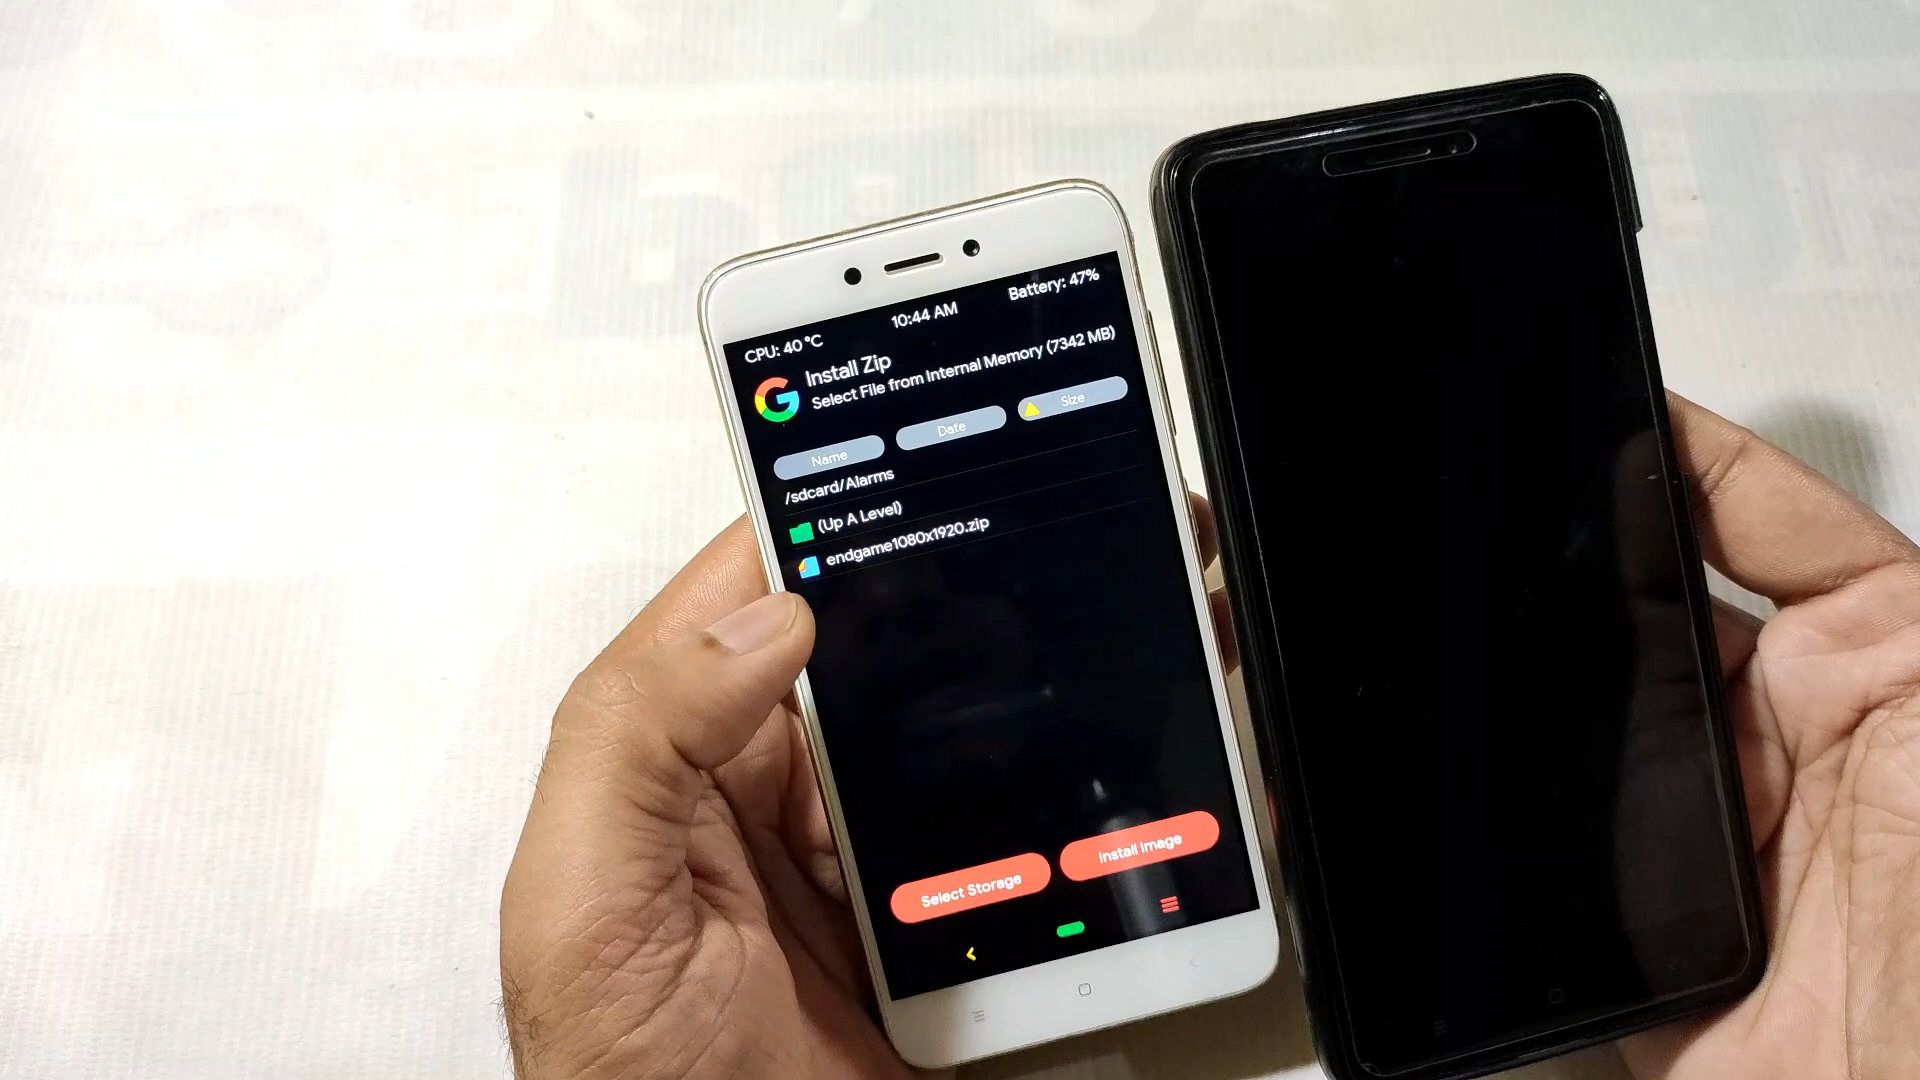 CPU: 40 °C
10:44 AM
Battery: 47%
Install Zip
Select File from Internal Memory (7342 MB)
Name
Date
Size
/sdcard/Alarms
(Up A Level)
endgame1080x1920.zip
Select Storage
Install Image